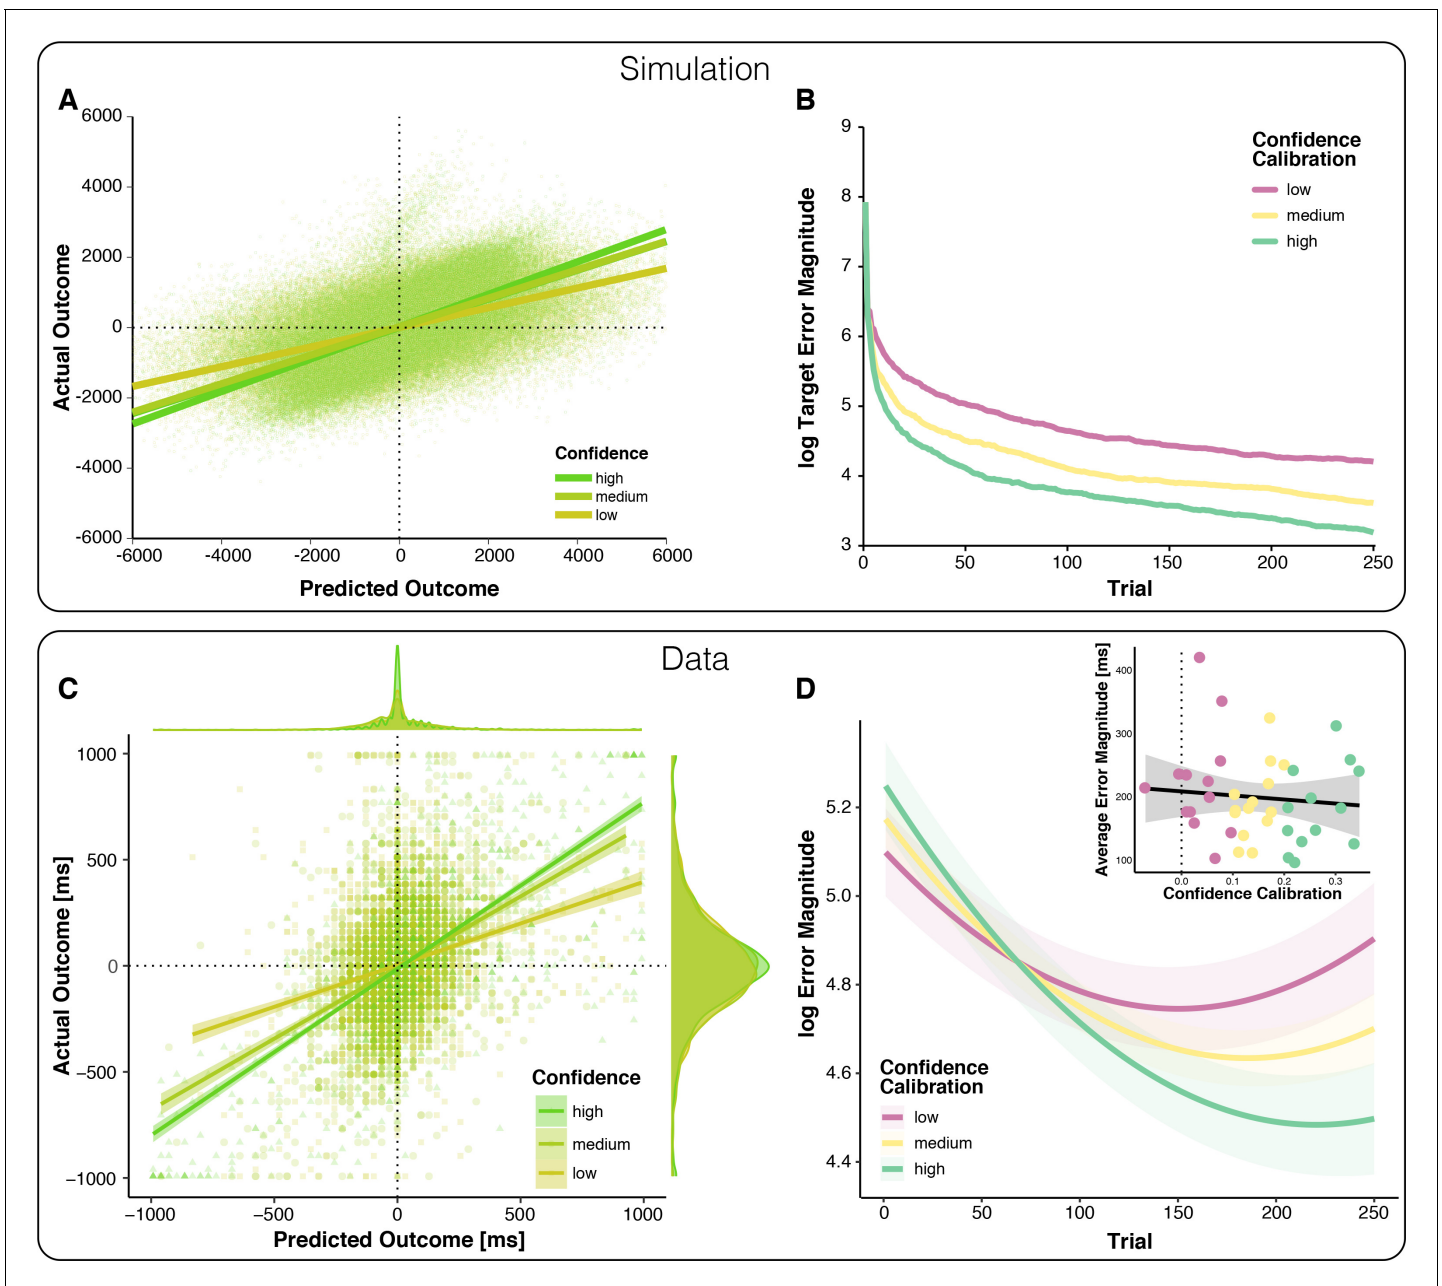 Simulation
A
6000
4000
2000
0
-2000
-4000
-6000
-6000 -4000 -2000 0 2000 4000 6000
Actual Outcome
Predicted Outcome
Confidence
high
medium
low
B
9
8
7
6
5
4
3
0 50 100 150 200 250
log Target Error Magnitude
Trial
Confidence
Calibration
low
medium
high
Data
C
1000
500
0
−500
−1000
−1000 −500 0 500 1000
Actual Outcome [ms]
Predicted Outcome [ms]
Confidence
high
medium
low
D
5.2
5.0
4.8
4.6
4.4
0 50 100 150 200 250
log Error Magnitude
Trial
Confidence
Calibration
low
medium
high
400
300
200
100
0.0 0.1 0.2 0.3
Average Error Magnitude [ms]
Confidence Calibration